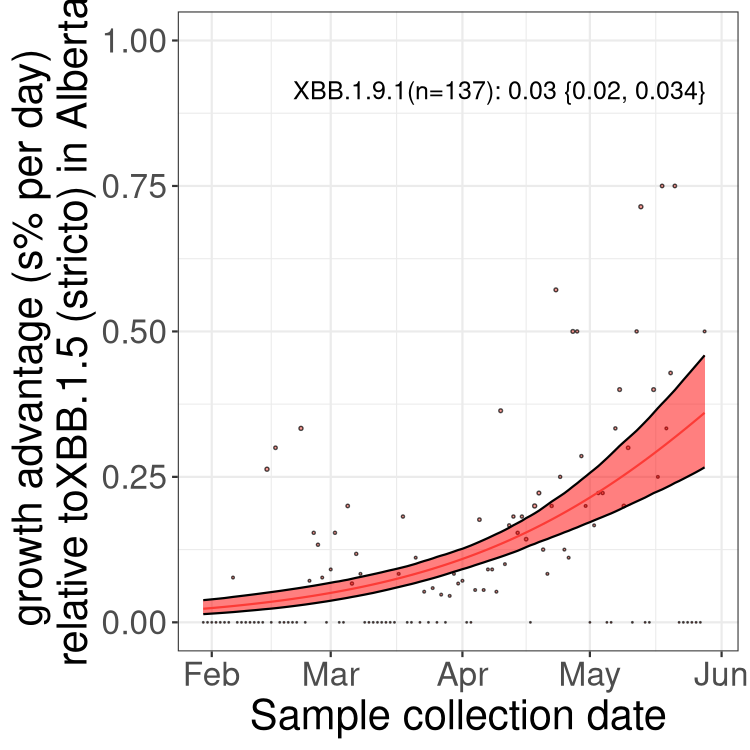 growth advantage (s% per day)
relative toXBB.1.5 (stricto) in Alberta
1.00
0.75
0.50
0.25
0.00
XBB.1.9.1(n=137): 0.03 {0.02, 0.034}
Feb Mar Apr May Jun
Sample collection date